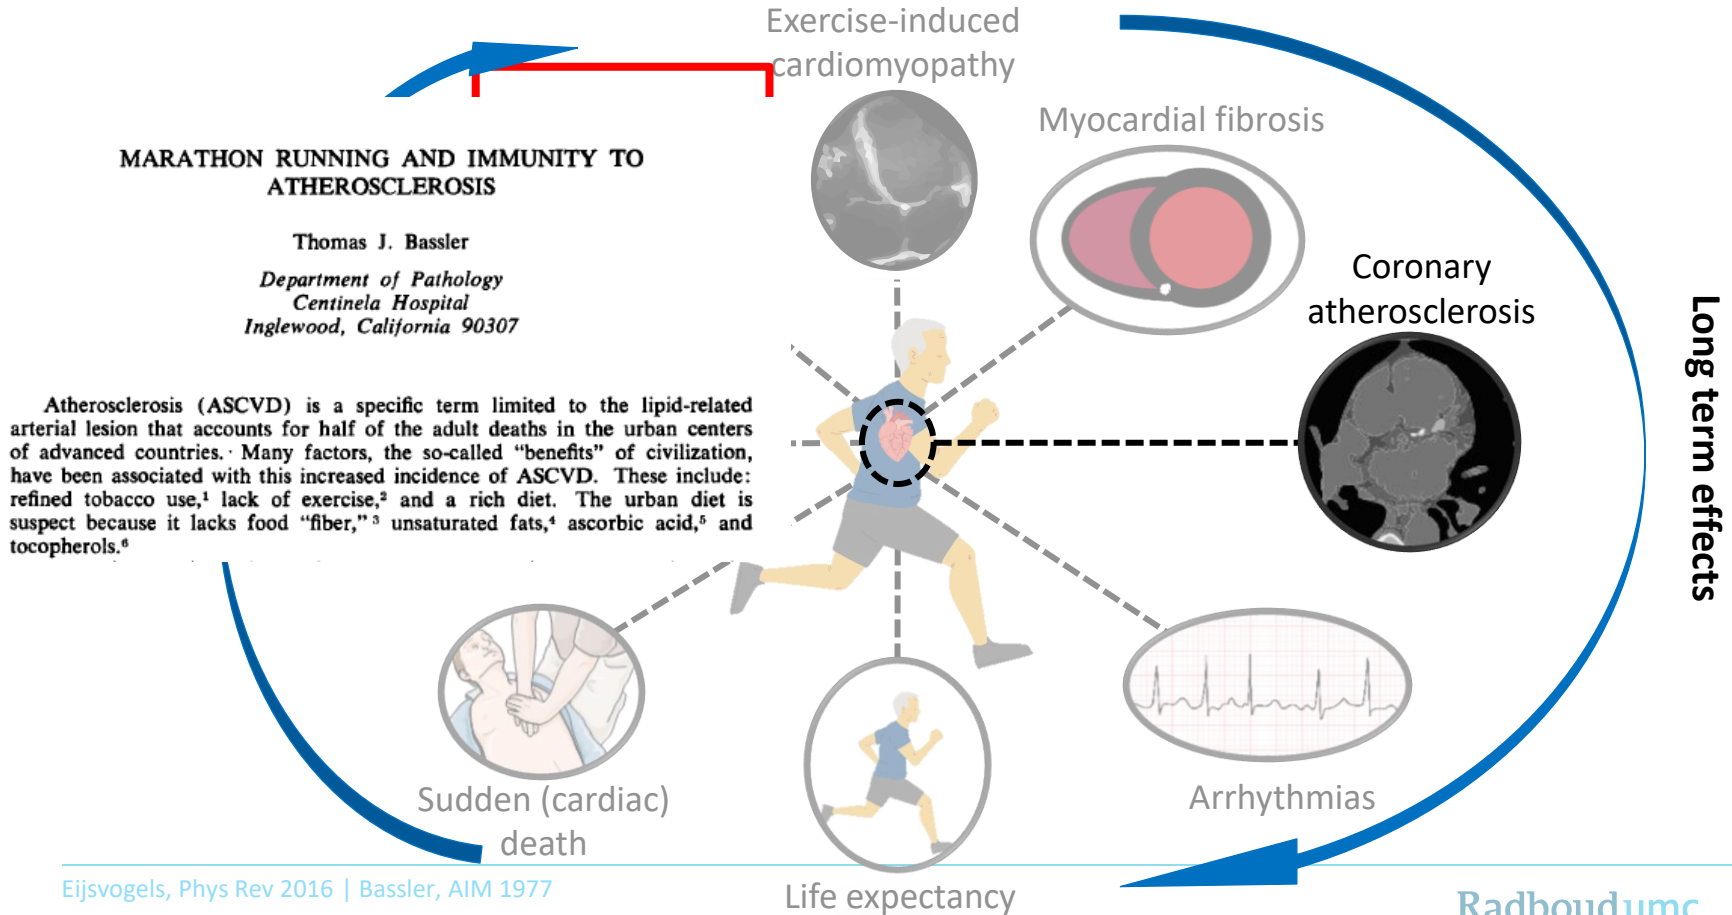 Exercise-induced
cardiomyopathy
Myocardial fibrosis
MARATHON RUNNING AND IMMUNITY TO
ATHEROSCLEROSIS
Thomas J. Bassler
Department of Pathology
Centinela Hospital
Inglewood, California 90307
Atherosclerosis (ASCVD) is a specific term limited to the lipid-related
arterial lesion that accounts for half of the adult deaths in the urban centers
of advanced countries. Many factors, the so-called “benefits” of civilization,
have been associated with this increased incidence of ASCVD. These include:
refined tobacco use,¹ lack of exercise,² and a rich diet. The urban diet is
suspect because it lacks food “fiber,”³ unsaturated fats,⁴ ascorbic acid,⁵ and
tocopherols.⁶
Coronary
atherosclerosis
Long term effects
Sudden (cardiac)
death
Life expectancy
Arrhythmias
Eijsvogels, Phys Rev 2016 | Bassler, AIM 1977
Radboudumc